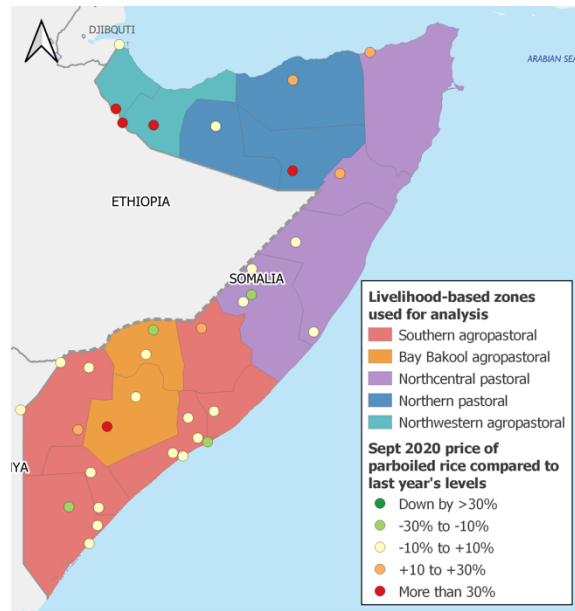 DJIBOUTI
ARABIAN SEA
ETHIOPIA
SOMALIA
Livelihood-based zones
used for analysis
Southern agropastoral
Bay Bakool agropastoral
Northcentral pastoral
Northern pastoral
Northwestern agropastoral
Sept 2020 price of
parboiled rice compared to
last year's levels
Down by >30%
-30% to -10%
-10% to +10%
+10 to +30%
More than 30%
YA